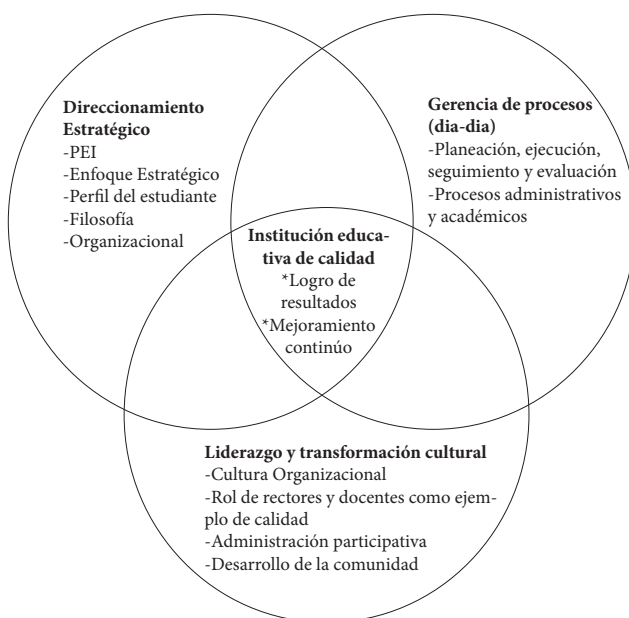 Direccionamiento
Estratégico
-PEI
-Enfoque Estratégico
-Perfil del estudiante
-Filosofía
-Organizacional
Gerencia de procesos
(dia-dia)
-Planeación, ejecución,
seguimiento y evaluación
-Procesos administrativos
y académicos
Institución educa-
tiva de calidad
*Logro de
resultados
*Mejoramiento
continúo
Liderazgo y transformación cultural
-Cultura Organizacional
-Rol de rectores y docentes como ejem-
plo de calidad
-Administración participativa
-Desarrollo de la comunidad